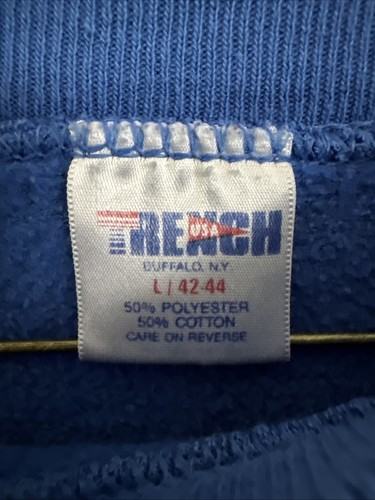 TRENCH
USA
BUFFALO, N.Y.
L / 42-44
50% POLYESTER
50% COTTON
CARE ON REVERSE